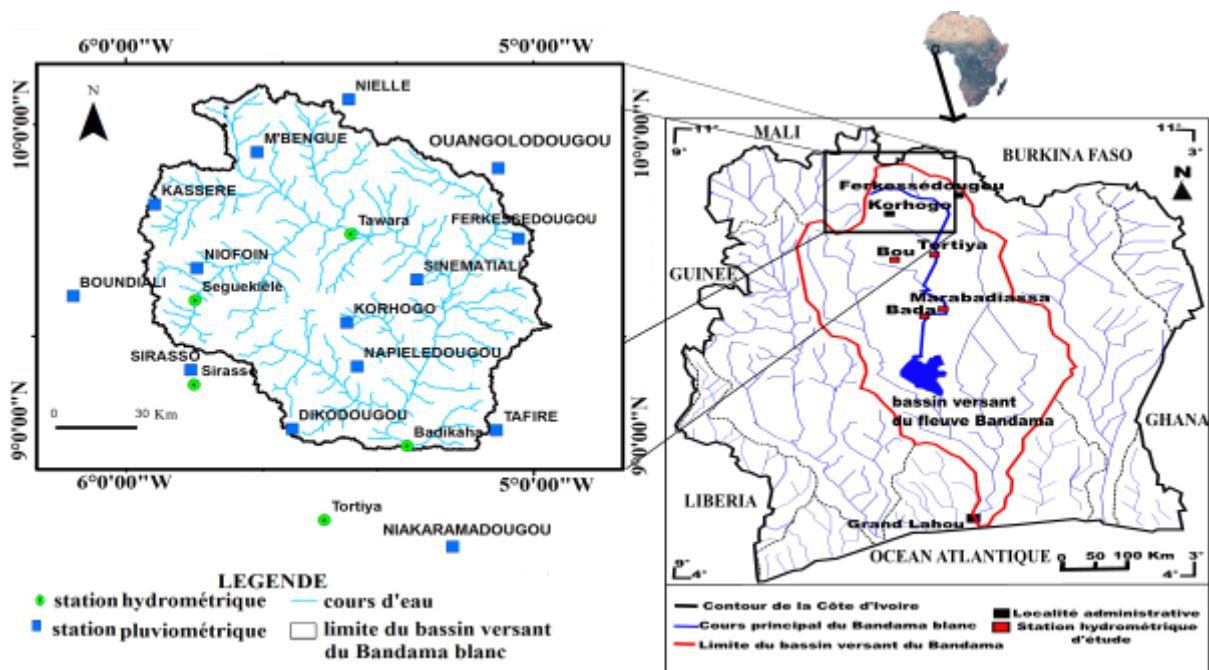 6°0'00"W
5°0'00"W
10°0'00"N
10°0'00"N
N
NIELLE
M'BENGUE
OUANGOLODOUGOU
KASSERE
Tawara
FERKESSEDOUGOU
NIOFOIN
SINEMATIALI
BOUNDIALI
Seguekiélé
KORHOGO
SIRASSO
Sirasso
NAPIELEDOUGOU
0 30 Km
DIKODOUGOU
TAFIRE
Badikaha
9°0'00"N
9°0'00"N
6°0'00"W
5°0'00"W
Tortiya
NIAKARAMADOUGOU
LEGENDE
station hydrométrique
cours d'eau
station pluviométrique
limite du bassin versant
du Bandama blanc
11°
11°
9°
3°
MALI
BURKINA FASO
N
Ferkessédougou
Korhogo
Bou
Tortiya
GUINEE
Marabadiassa
Bada
bassin versant
du fleuve Bandama
GHANA
LIBERIA
Grand Lahou
OCEAN ATLANTIQUE
0 50 100 Km
9°
3°
4°
4°
Contour de la Côte d'Ivoire
Localité administrative
Cours principal du Bandama blanc
Station hydrométrique
d'étude
Limite du bassin versant du Bandama